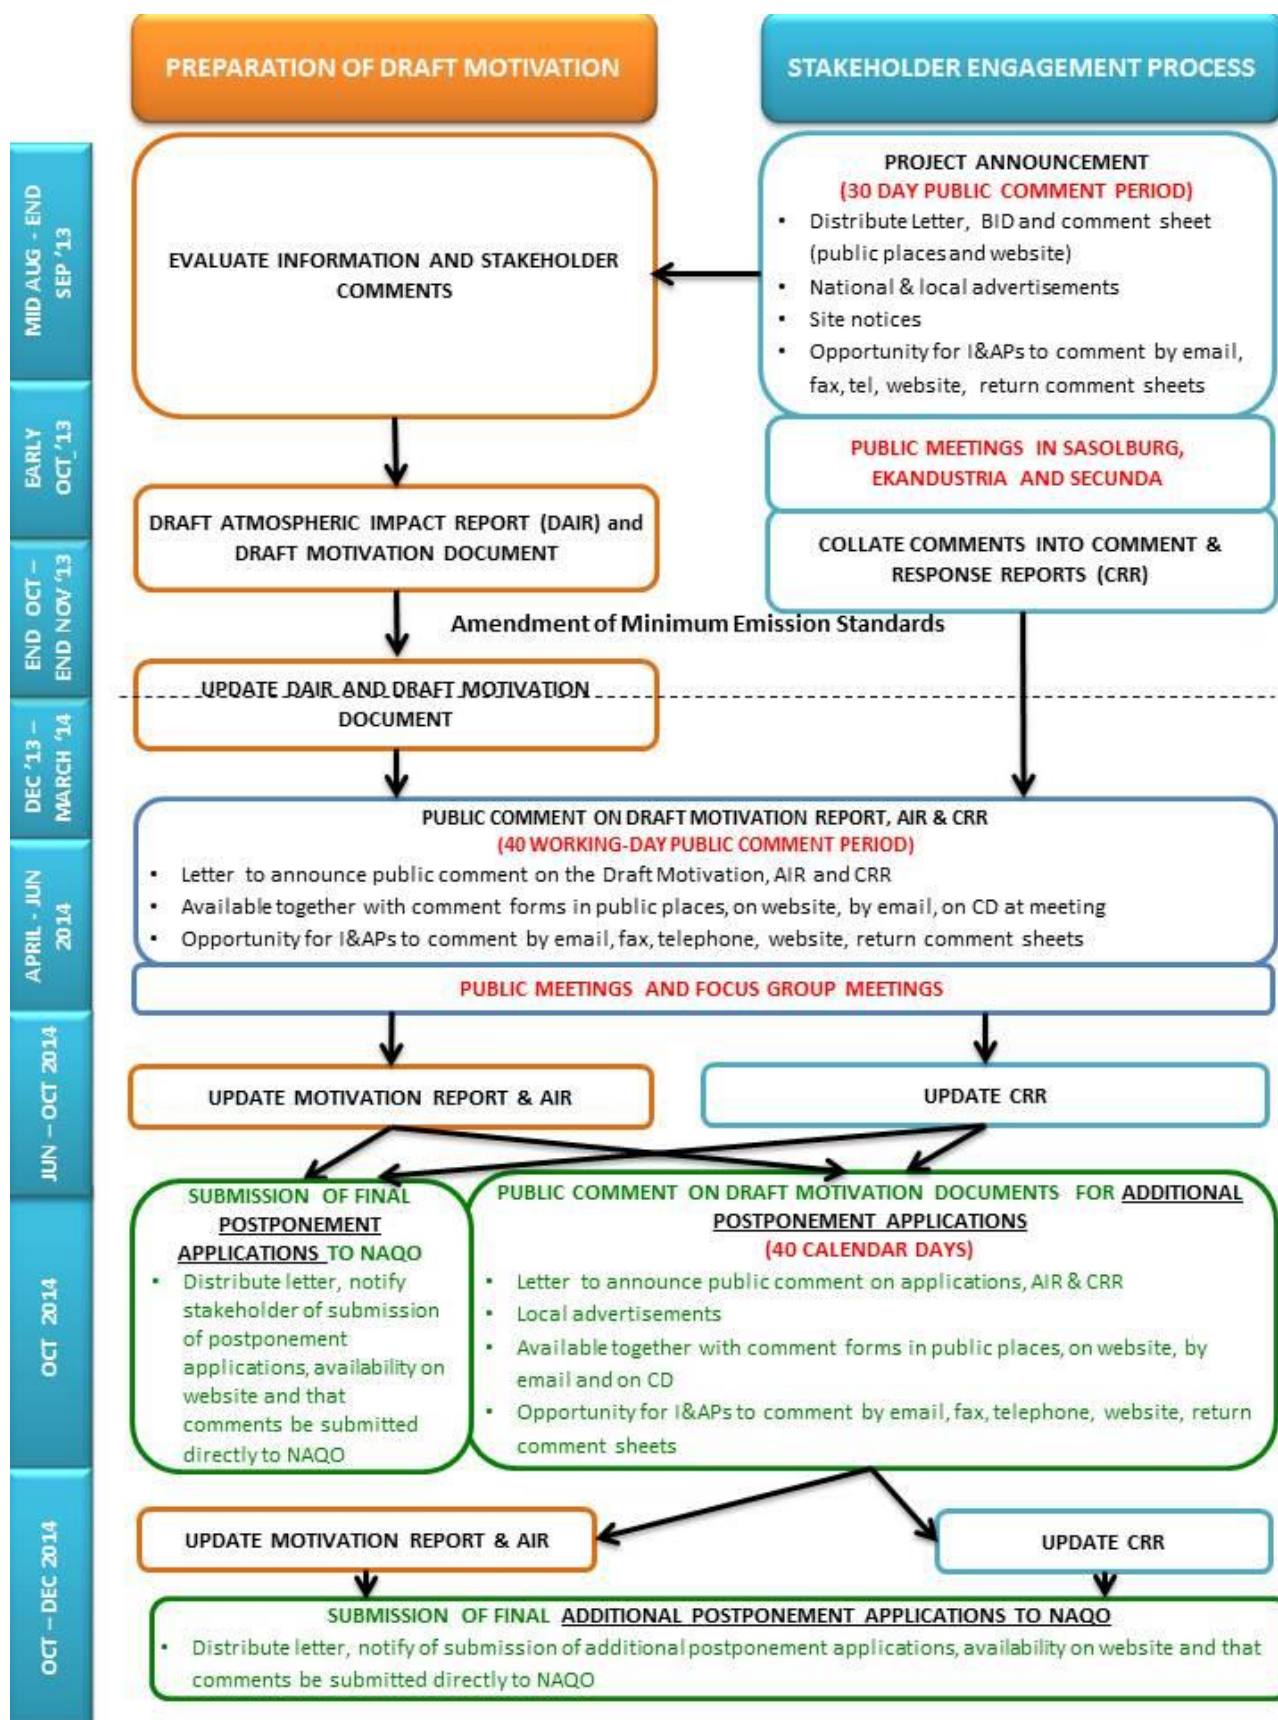 PREPARATION OF DRAFT MOTIVATION
STAKEHOLDER ENGAGEMENT PROCESS
MID AUG - END
SEP '13
EVALUATE INFORMATION AND STAKEHOLDER
COMMENTS
PROJECT ANNOUNCEMENT
(30 DAY PUBLIC COMMENT PERIOD)
• Distribute Letter, BID and comment sheet
(public places and website)
• National & local advertisements
• Site notices
• Opportunity for I&APs to comment by email,
fax, tel, website, return comment sheets
EARLY
OCT '13
PUBLIC MEETINGS IN SASOLBURG,
EKANDUSTRIA AND SECUNDA
DRAFT ATMOSPHERIC IMPACT REPORT (DAIR) and
DRAFT MOTIVATION DOCUMENT
COLLATE COMMENTS INTO COMMENT &
RESPONSE REPORTS (CRR)
END OCT –
END NOV '13
Amendment of Minimum Emission Standards
UPDATE DAIR AND DRAFT MOTIVATION
DOCUMENT
DEC '13 –
MARCH '14
PUBLIC COMMENT ON DRAFT MOTIVATION REPORT, AIR & CRR
(40 WORKING-DAY PUBLIC COMMENT PERIOD)
• Letter to announce public comment on the Draft Motivation, AIR and CRR
• Available together with comment forms in public places, on website, by email, on CD at meeting
• Opportunity for I&APs to comment by email, fax, telephone, website, return comment sheets
APRIL - JUN
2014
PUBLIC MEETINGS AND FOCUS GROUP MEETINGS
JUN – OCT 2014
UPDATE MOTIVATION REPORT & AIR
UPDATE CRR
OCT 2014
SUBMISSION OF FINAL
POSTPONEMENT
APPLICATIONS TO NAQO
• Distribute letter, notify
stakeholder of submission
of postponement
applications, availability on
website and that
comments be submitted
directly to NAQO
PUBLIC COMMENT ON DRAFT MOTIVATION DOCUMENTS FOR ADDITIONAL
POSTPONEMENT APPLICATIONS
(40 CALENDAR DAYS)
• Letter to announce public comment on applications, AIR & CRR
• Local advertisements
• Available together with comment forms in public places, on website, by
email and on CD
• Opportunity for I&APs to comment by email, fax, telephone, website, return
comment sheets
OCT – DEC 2014
UPDATE MOTIVATION REPORT & AIR
UPDATE CRR
SUBMISSION OF FINAL ADDITIONAL POSTPONEMENT APPLICATIONS TO NAQO
• Distribute letter, notify of submission of additional postponement applications, availability on website and that
comments be submitted directly to NAQO